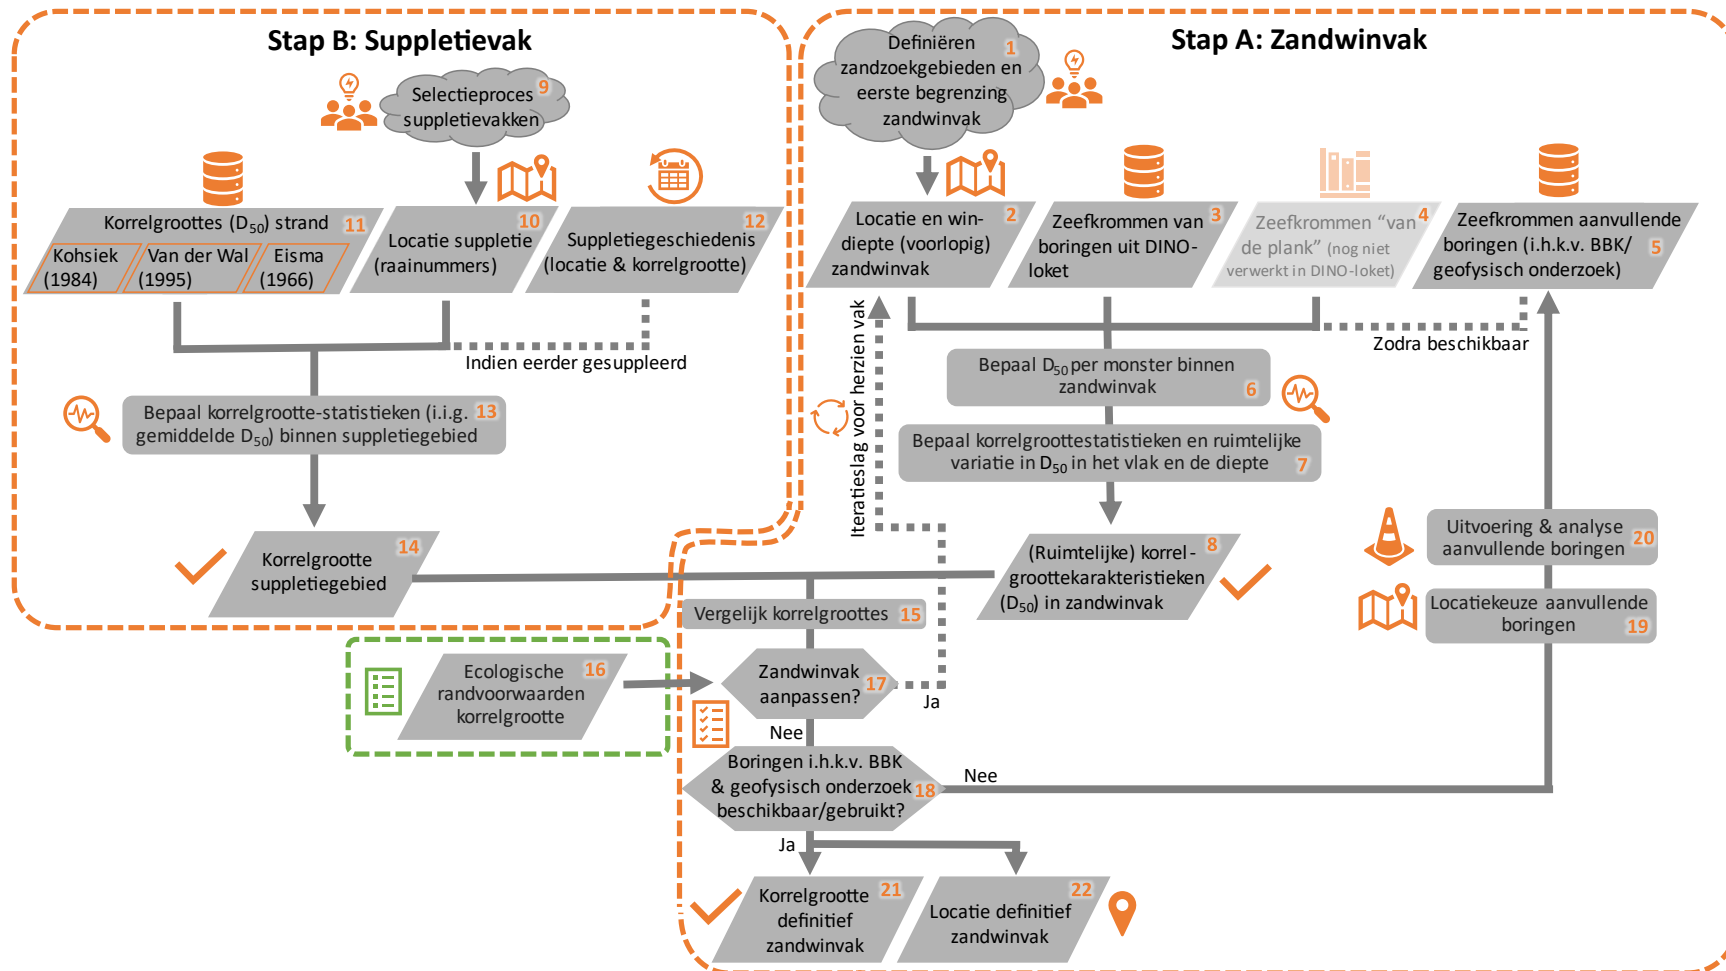 Stap B: Suppletievak
Stap A: Zandwinvak
9
Selectieproces
suppletievakken
Korrelgroottes (D50) strand
11
Kohsiek
(1984)
Van der Wal
(1995)
Eisma
(1966)
10
Locatie suppletie
(raainummers)
12
Suppletiegeschiedenis
(locatie & korrelgrootte)
Indien eerder gesuppleerd
Bepaal korrelgrootte-statistieken (i.i.g. 13
gemiddelde D50) binnen suppletiegebied
14
Korrelgrootte
suppletiegebied
Definiëren 1
zandzoekgebieden en
eerste begrenzing
zandwinvak
Locatie en win- 2
diepte (voorlopig)
zandwinvak
Zeefkrommen van 3
boringen uit DINO-
loket
4
Zeefkrommen “van
de plank” (nog niet
verwerkt in DINO-loket)
Zeefkrommen aanvullende
boringen (i.h.k.v. BBK/ 5
geofysisch onderzoek)
Zodra beschikbaar
Iteratieslag voor herzien vak
Bepaal D50 per monster binnen
zandwinvak 6
Bepaal korrelgroottestatistieken en ruimtelijke
variatie in D50 in het vlak en de diepte 7
(Ruimtelijke) korrel- 8
groottekarakteristieken
(D50) in zandwinvak
Uitvoering & analyse
aanvullende boringen 20
Locatiekeuze aanvullende
boringen 19
Vergelijk korrelgroottes 15
Ecologische 16
randvoorwaarden
korrelgrootte
Zandwinvak
aanpassen? 17
Ja
Nee
Boringen i.h.k.v. BBK
& geofysisch onderzoek 18
beschikbaar/gebruikt?
Nee
Ja
21
Korrelgrootte
definitief
zandwinvak
22
Locatie definitief
zandwinvak